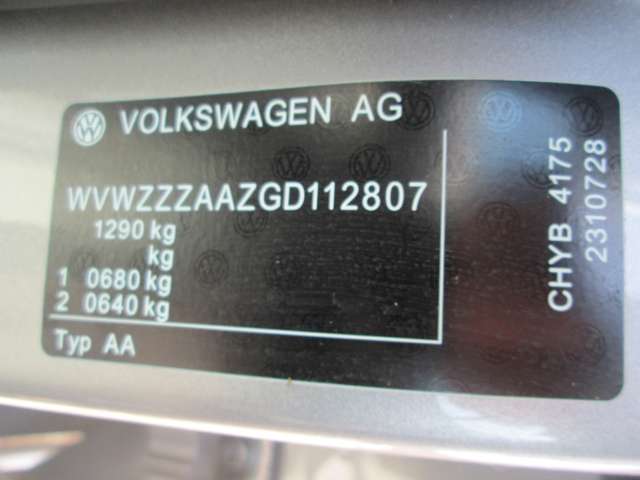 VOLKSWAGEN AG
WVWZZZAAZGD112807
1290 kg
kg
1 0680 kg
2 0640 kg
Typ AA
CHYB 4175
2310728